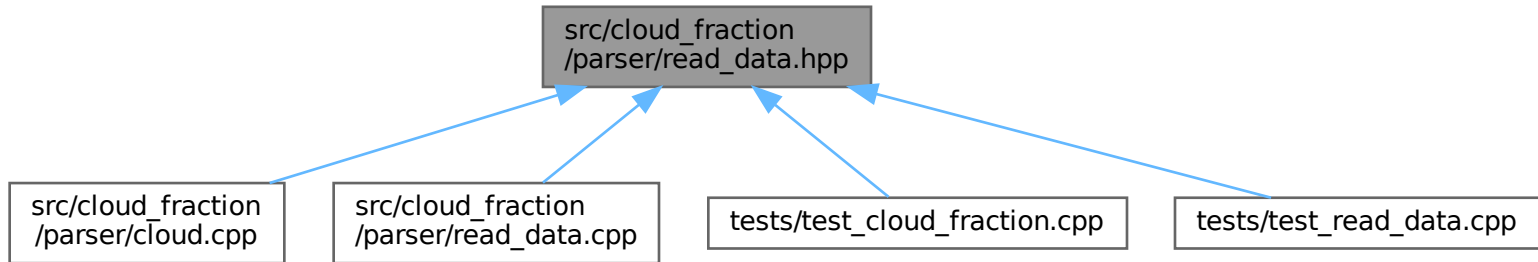 src/cloud_fraction
/parser/read_data.hpp
src/cloud_fraction
/parser/cloud.cpp
src/cloud_fraction
/parser/read_data.cpp
tests/test_cloud_fraction.cpp
tests/test_read_data.cpp